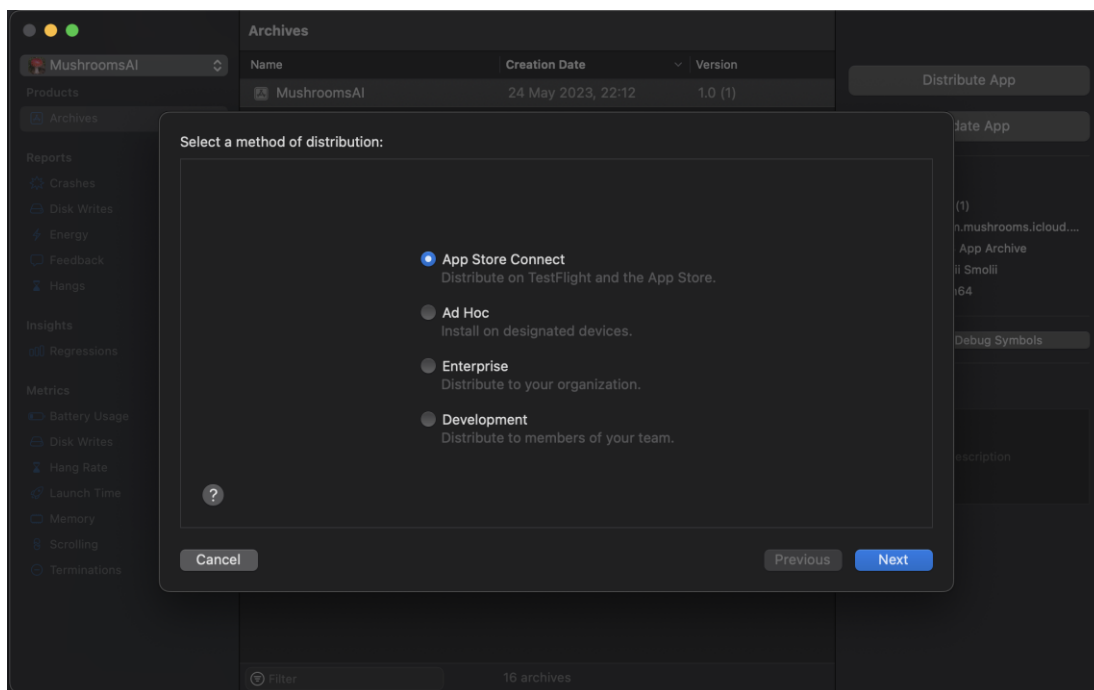 Archives
MushroomsAI
Name
Creation Date
Version
Products
MushroomsAI
24 May 2023, 22:12
1.0 (1)
Distribute App
Archives
date App
Select a method of distribution:
Reports
Crashes
Disk Writes
(1)
Energy
n.mushrooms.icloud....
App Archive
Feedback
App Store Connect
Distribute on TestFlight and the App Store.
ii Smolii
Hangs
64
Ad Hoc
Install on designated devices.
Insights
Debug Symbols
Regressions
Enterprise
Distribute to your organization.
Metrics
Battery Usage
Development
Distribute to members of your team.
Disk Writes
escription
Hang Rate
Launch Time
?
Memory
Scrolling
Cancel
Previous
Next
Terminations
Filter
16 archives